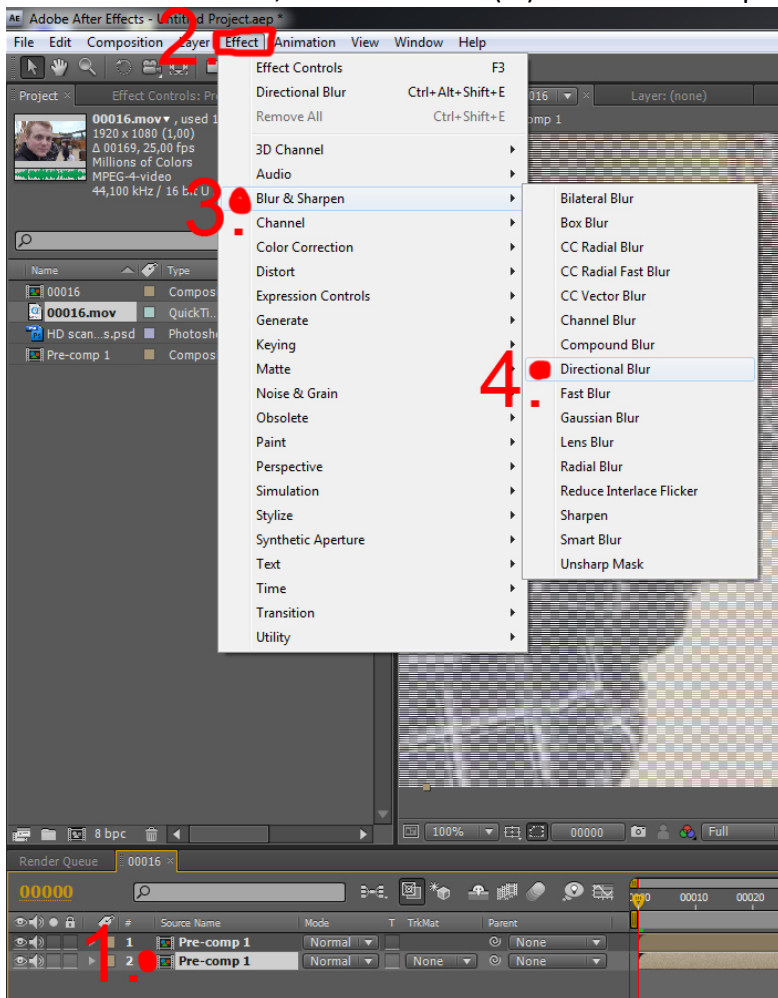 Adobe After Effects - Untitled Project.aep *
2.
File Edit Composition Layer Effect Animation View Window Help
Project × Effect Controls: Pr
016 × Layer: (none)
omp 1
00016.mov ▾, used 1
1920 x 1080 (1,00)
Δ 00169, 25,00 fps
Millions of Colors
MPEG-4-video
44,100 kHz / 16 bit U
Name Type
00016 Compos
00016.mov QuickTi..
HD scan...s.psd Photosh
Pre-comp 1 Compos
Effect Controls F3
Directional Blur Ctrl+Alt+Shift+E
Remove All Ctrl+Shift+E
3D Channel
Audio
3.
Blur & Sharpen
Channel
Color Correction
Distort
Expression Controls
Generate
Keying
Matte
Noise & Grain
Obsolete
Paint
Perspective
Simulation
Stylize
Synthetic Aperture
Text
Time
Transition
Utility
Bilateral Blur
Box Blur
CC Radial Blur
CC Radial Fast Blur
CC Vector Blur
Channel Blur
Compound Blur
4.
Directional Blur
Fast Blur
Gaussian Blur
Lens Blur
Radial Blur
Reduce Interlace Flicker
Sharpen
Smart Blur
Unsharp Mask
8 bpc
100% 00000 Full
Render Queue 00016 ×
00000
00010 00020
# Source Name Mode T TrkMat Parent
1 Pre-comp 1 Normal None
1.
2 Pre-comp 1 Normal None None